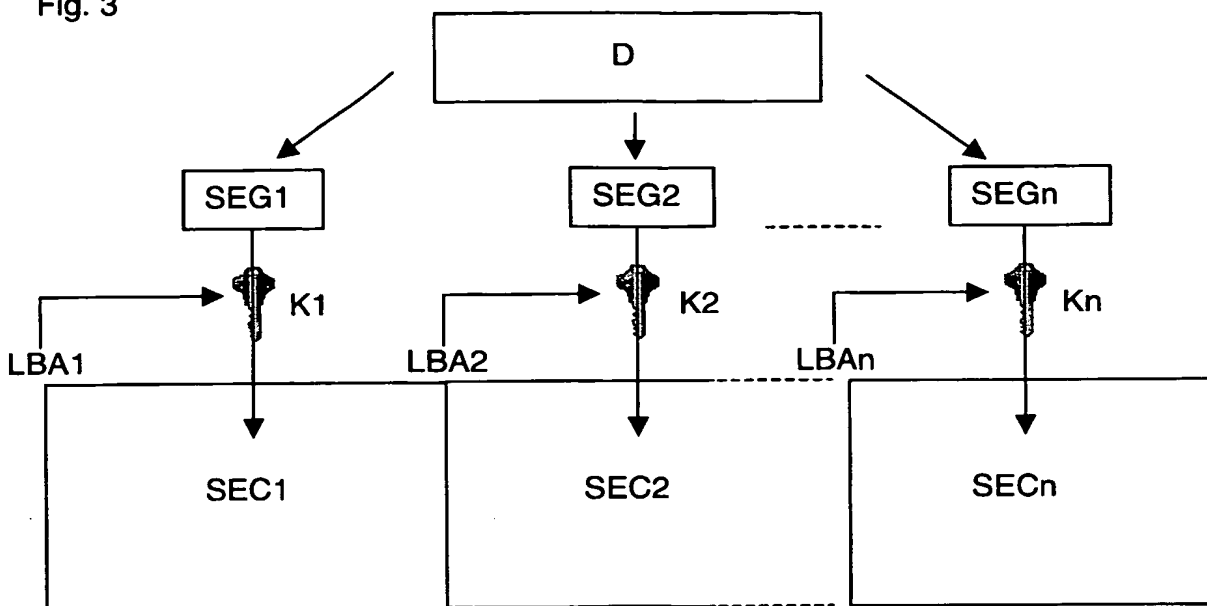 Fig. 3
D
SEG1
SEG2
SEGn
K1
K2
Kn
LBA1
LBA2
LBAn
SEC1
SEC2
SECn